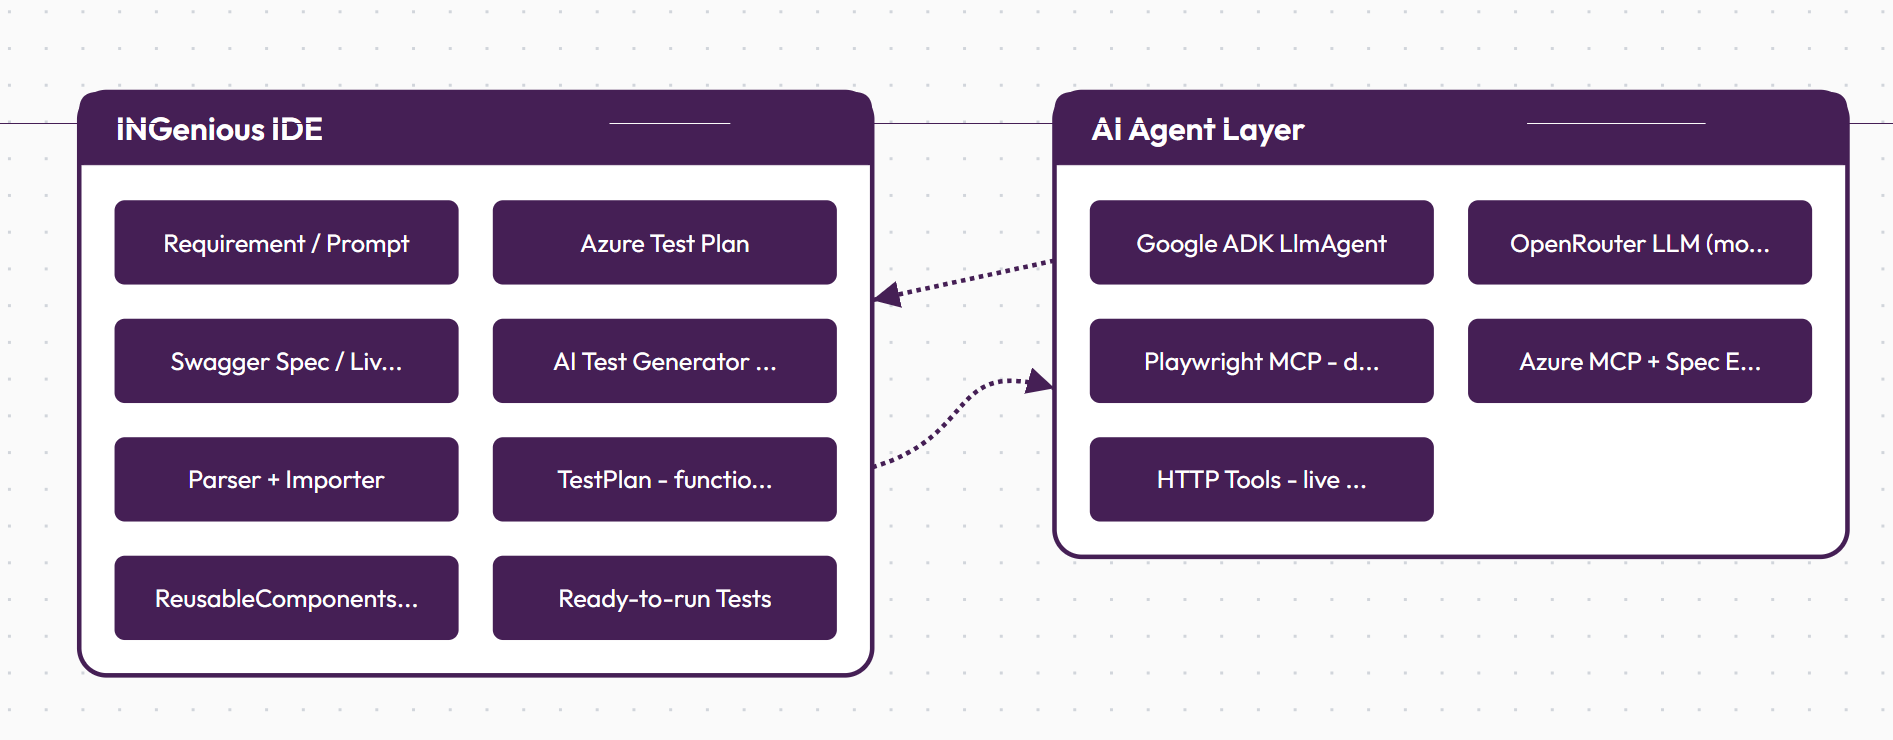 INGenious IDE
Requirement / Prompt
Azure Test Plan
Swagger Spec / Liv...
AI Test Generator ...
Parser + Importer
TestPlan - functio...
ReusableComponents...
Ready-to-run Tests
AI Agent Layer
Google ADK LlmAgent
OpenRouter LLM (mo...
Playwright MCP - d...
Azure MCP + Spec E...
HTTP Tools - live ...